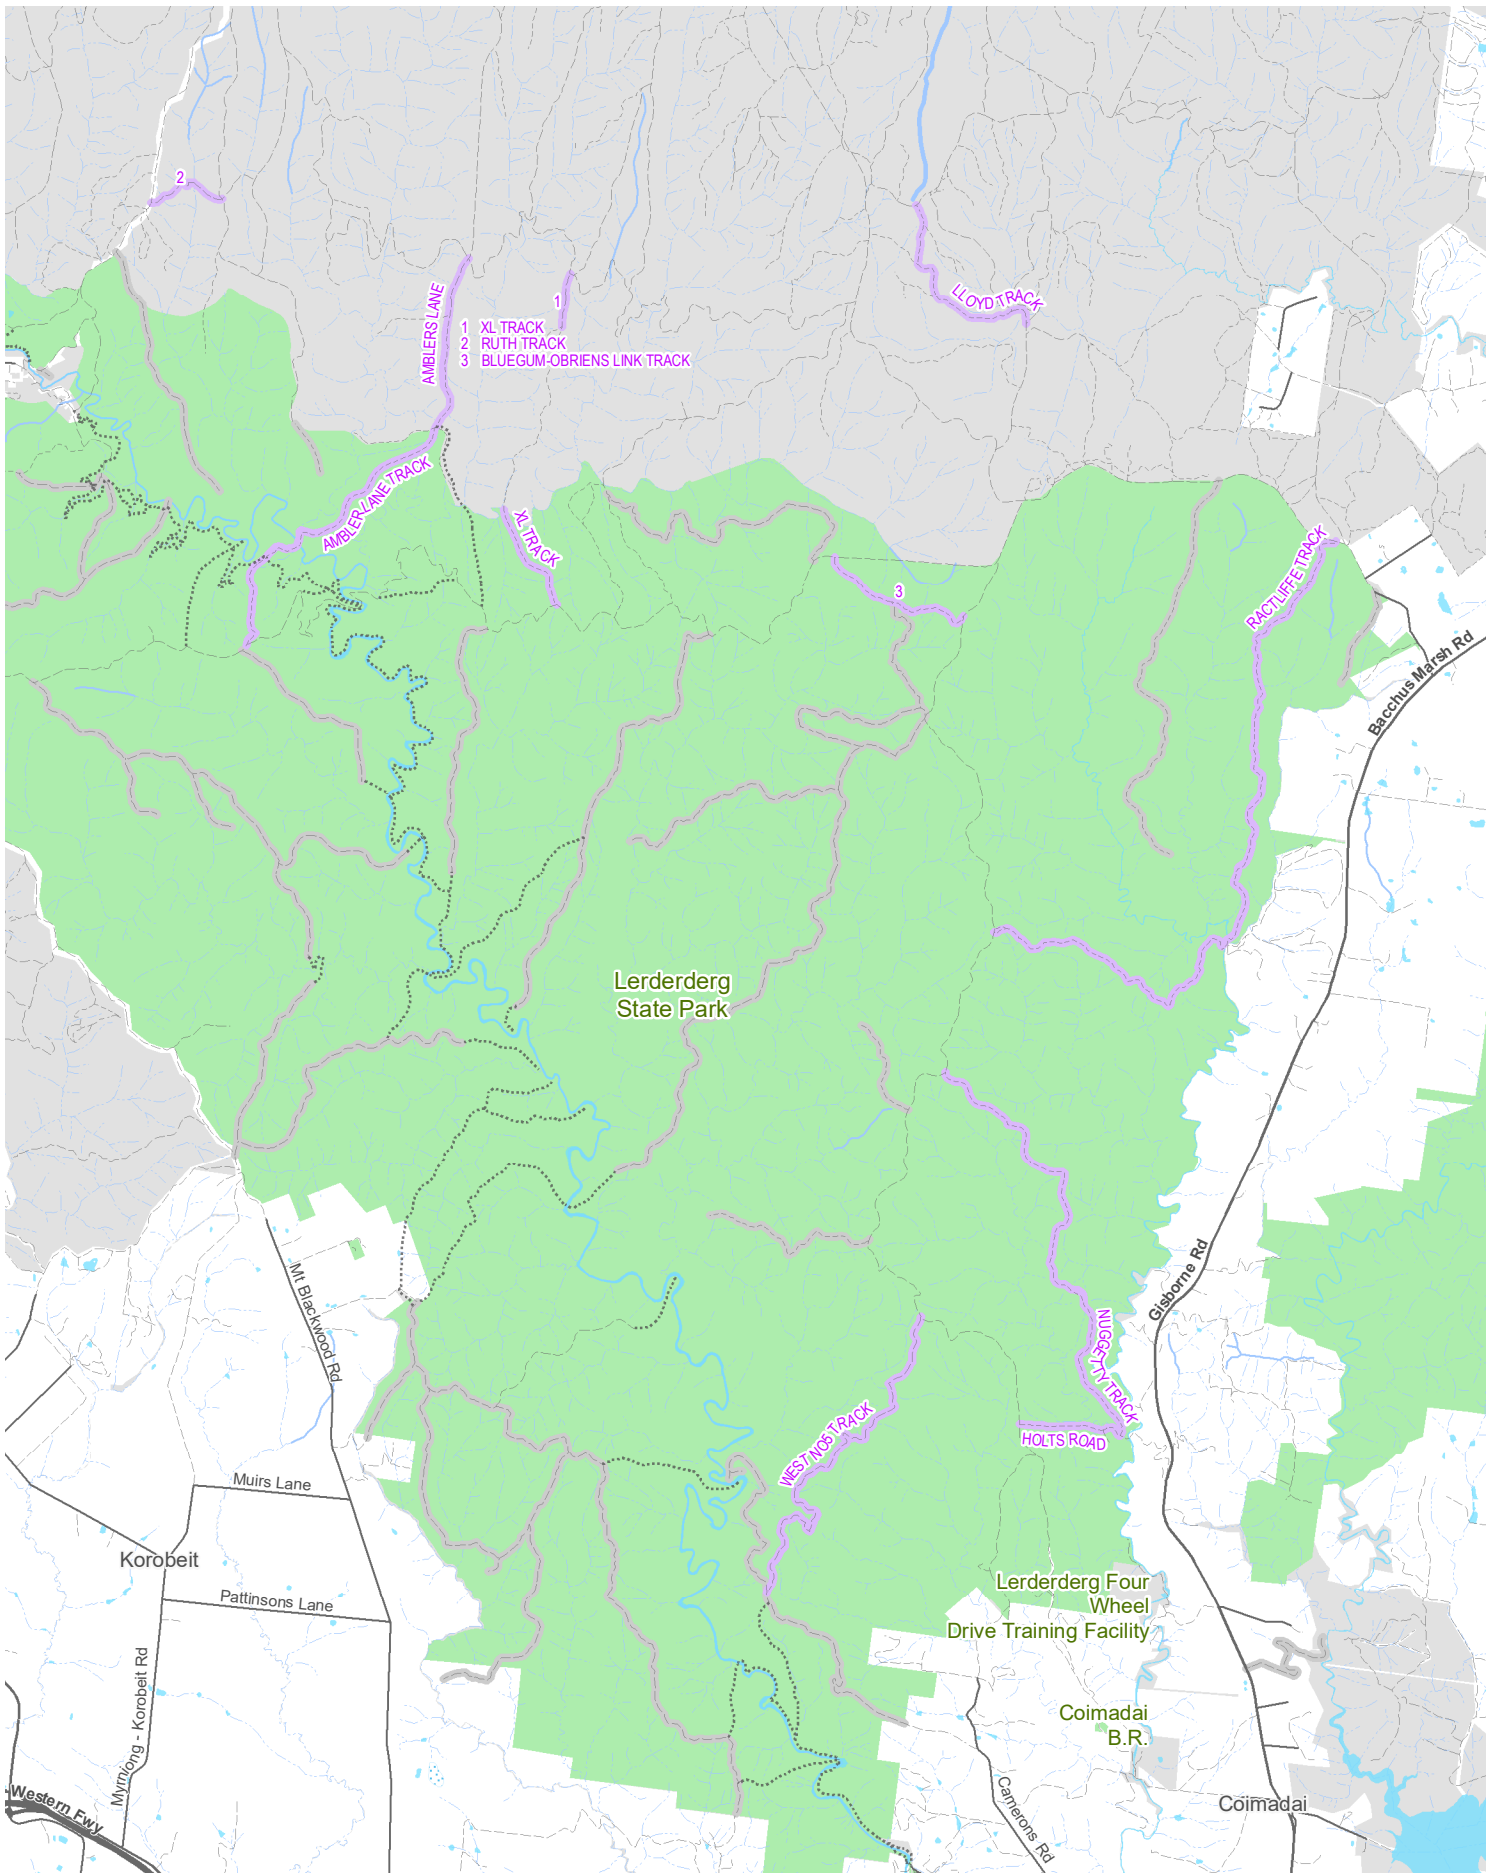 2
AMBLERS LANE
1
1 XL TRACK
2 RUTH TRACK
3 BLUEGUM-OBRIENS LINK TRACK
LLOYD TRACK
AMBLER LANE TRACK
XL TRACK
3
RACTLIFFE TRACK
Bacchus Marsh Rd
Lerderderg
State Park
Mt Blackwood Rd
Gisborne Rd
NUGGETTY TRACK
WEST NO5 TRACK
HOLTS ROAD
Muirs Lane
Korobeit
Pattinsons Lane
Lerderderg Four
Wheel
Drive Training Facility
Myrniong - Korobeit Rd
Coimadai
B.R.
Western Fwy
Camerons Rd
Coimadai